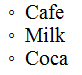 ◦ Cafe
◦ Milk
◦ Coca